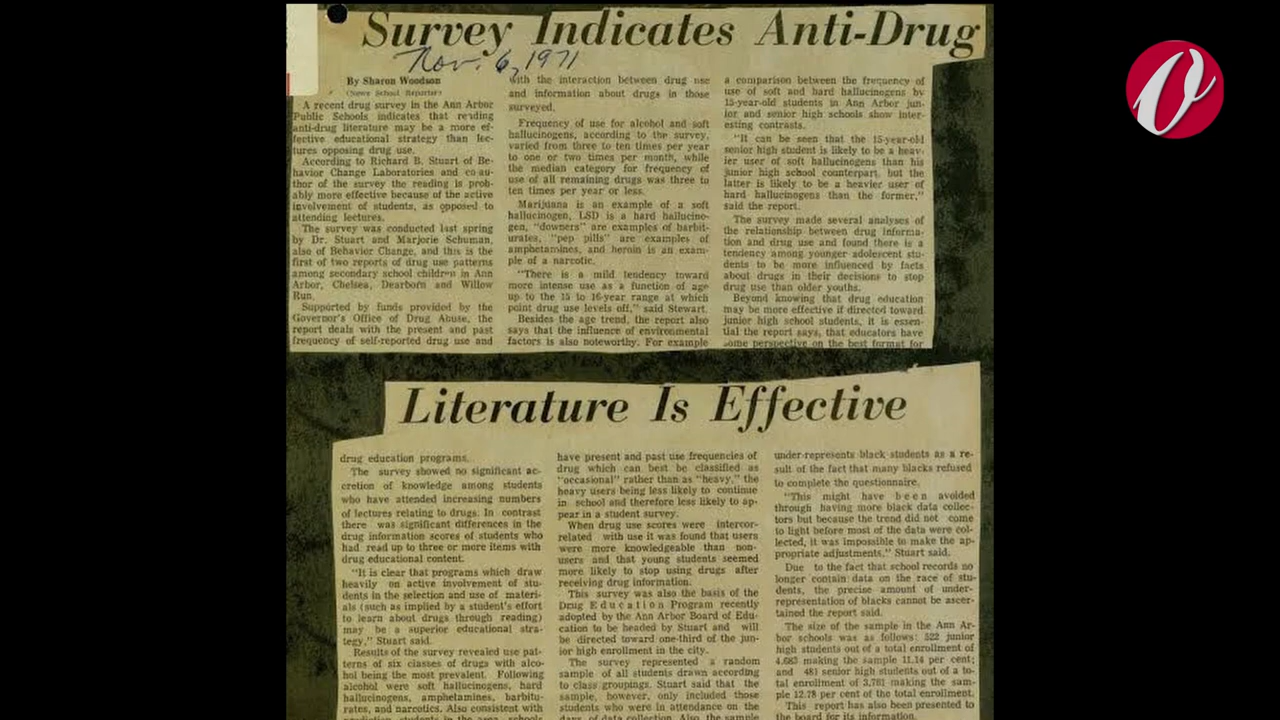 Survey Indicates Anti-Drug
Nov. 6, 1971
By Sharon Woodson
(News School Reporter)
A recent drug survey in the Ann Arbor
Public Schools indicates that reading
anti-drug literature may be a more ef-
fective educational strategy than lec-
tures opposing drug use.
According to Richard B. Stuart of Be-
havior Change Laboratories and co-au-
thor of the survey the reading is prob-
ably more effective because of the active
involvement of students, as opposed to
attending lectures.
The survey was conducted last spring
by Dr. Stuart and Marjorie Schuman,
also of Behavior Change, and this is the
first of two reports of drug use patterns
among secondary school children in Ann
Arbor, Chelsea, Dearborn and Willow
Run.
Supported by funds provided by the
Governor's Office of Drug Abuse, the
report deals with the present and past
frequency of self-reported drug use and
with the interaction between drug use
and information about drugs in those
surveyed.
Frequency of use for alcohol and soft
hallucinogens, according to the survey,
varied from three to ten times per year
to one or two times per month, while
the median category for frequency of
use of all remaining drugs was three to
ten times per year or less.
Marijuana is an example of a soft
hallucinogen, LSD is a hard hallucino-
gen, "downers" are examples of barbit-
urates, "pep pills" are examples of
amphetamines, and heroin is an exam-
ple of a narcotic.
"There is a mild tendency toward
more intense use as a function of age
up to the 15 to 16-year range at which
point drug use levels off," said Stewart.
Besides the age trend, the report also
says that the influence of environmental
factors is also noteworthy. For example
a comparison between the frequency of
use of soft and hard hallucinogens by
15-year-old students in Ann Arbor jun-
ior and senior high schools show inter-
esting contrasts.
"It can be seen that the 15-year-old
senior high student is likely to be a heav-
ier user of soft hallucinogens than his
junior high school counterpart, but the
latter is likely to be a heavier user of
hard hallucinogens than the former,"
said the report.
The survey made several analyses of
the relationship between drug informa-
tion and drug use and found there is a
tendency among younger adolescent stu-
dents to be more influenced by facts
about drugs in their decisions to stop
drug use than older youths.
Beyond knowing that drug education
may be more effective if directed toward
junior high school students, it is essen-
tial the report says, that educators have
some perspective on the best format for
Literature Is Effective
drug education programs.
The survey showed no significant ac-
cretion of knowledge among students
who have attended increasing numbers
of lectures relating to drugs. In contrast
there was significant differences in the
drug information scores of students who
had read up to three or more items with
drug educational content.
"It is clear that programs which draw
heavily on active involvement of stu-
dents in the selection and use of materi-
als (such as implied by a student's effort
to learn about drugs through reading)
may be a superior educational stra-
tegy," Stuart said.
Results of the survey revealed use pat-
terns of six classes of drugs with alco-
hol being the most prevalent. Following
alcohol were soft hallucinogens, hard
hallucinogens, amphetamines, barbitu-
rates, and narcotics. Also consistent with
students in the area schools
have present and past use frequencies of
drug which can best be classified as
"occasional" rather than as "heavy," the
heavy users being less likely to continue
in school and therefore less likely to ap-
pear in a student survey.
When drug use scores were intercor-
related with use it was found that users
were more knowledgeable than non-
users and that young students seemed
more likely to stop using drugs after
receiving drug information.
This survey was also the basis of the
Drug Education Program recently
adopted by the Ann Arbor Board of Edu-
cation to be headed by Stuart and will
be directed toward one-third of the jun-
ior high enrollment in the city.
The survey represented a random
sample of all students drawn according
to class groupings. Stuart said that the
sample, however, only included those
students who were in attendance on the
days of data collection. Also the sample
under-represents black students as a re-
sult of the fact that many blacks refused
to complete the questionnaire.
"This might have been avoided
through having more black data collec-
tors but because the trend did not come
to light before most of the data were col-
lected, it was impossible to make the ap-
propriate adjustments," Stuart said.
Due to the fact that school records no
longer contain data on the race of stu-
dents, the precise amount of under-
representation of blacks cannot be ascer-
tained the report said.
The size of the sample in the Ann Ar-
bor schools was as follows: 522 junior
high students out of a total enrollment of
4,683 making the sample 11.14 per cent;
and 481 senior high students out of a to-
tal enrollment of 3,761 making the sam-
ple 12.78 per cent of the total enrollment.
This report has also been presented to
the board for its information.